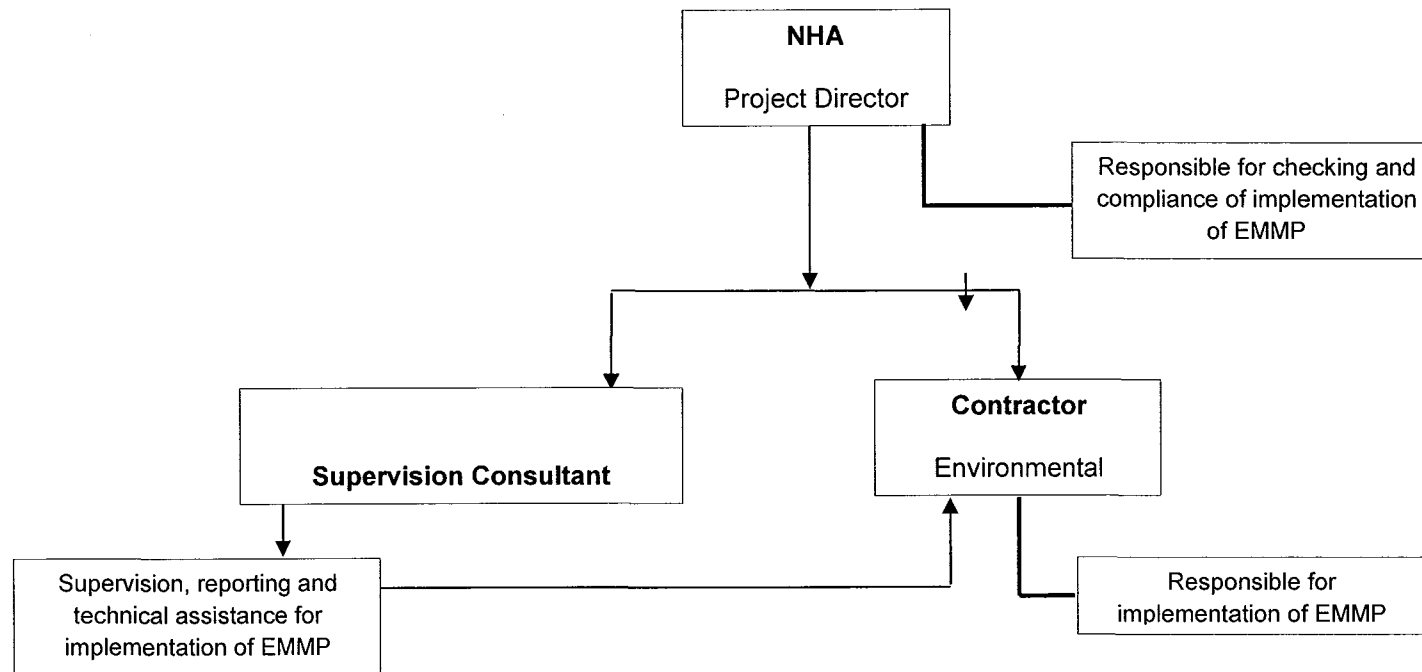 NHA
Project Director
Responsible for checking and
compliance of implementation
of EMMP
Supervision Consultant
Contractor
Environmental
Supervision, reporting and
technical assistance for
implementation of EMMP
Responsible for
implementation of EMMP